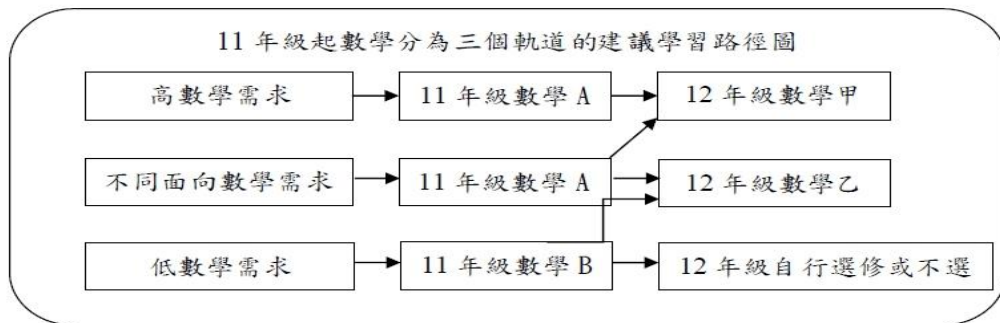 11 年級起數學分為三個軌道的建議學習路徑圖
高數學需求
11 年級數學 A
12 年級數學甲
不同面向數學需求
11 年級數學 A
12 年級數學乙
低數學需求
11 年級數學 B
12 年級自行選修或不選